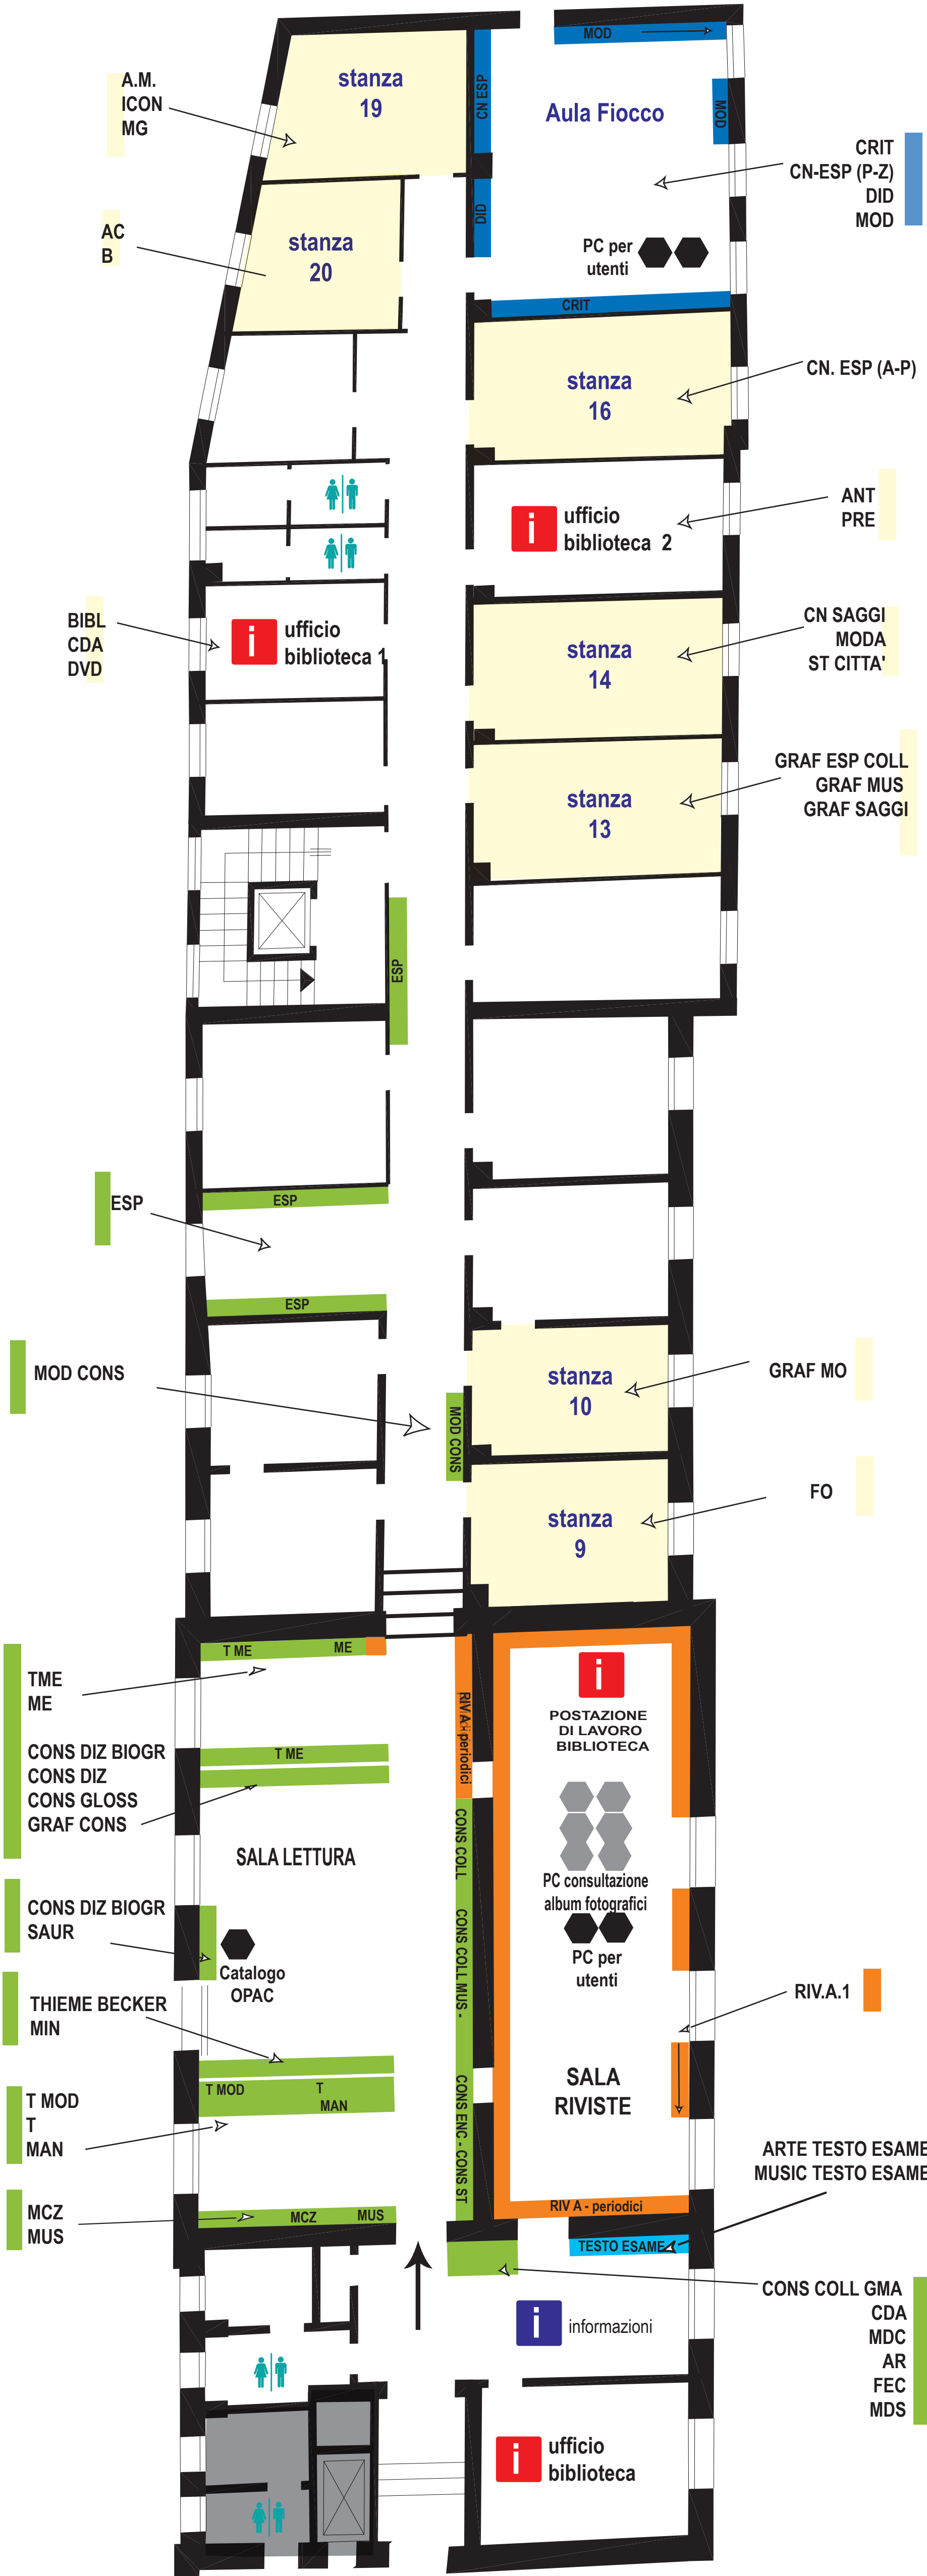 MOD
A.M.
ICON
MG
stanza
19
CN ESP
Aula Fiocco
MOD
CRIT
CN-ESP (P-Z)
DID
MOD
AC
B
stanza
20
DID
PC per
utenti
CRIT
stanza
16
CN. ESP (A-P)
ufficio
biblioteca 2
i
ANT
PRE
BIBL
CDA
DVD
i
ufficio
biblioteca 1
stanza
14
CN SAGGI
MODA
ST CITTA'
stanza
13
GRAF ESP COLL
GRAF MUS
GRAF SAGGI
ESP
ESP
ESP
ESP
MOD CONS
MOD CONS
stanza
10
GRAF MO
stanza
9
FO
T ME
ME
TME
ME
RIV A - periodici
i
POSTAZIONE
DI LAVORO
BIBLIOTECA
CONS DIZ BIOGR
CONS DIZ
CONS GLOSS
GRAF CONS
T ME
SALA LETTURA
CONS COLL
CONS COLL MUS -
CONS ENC - CONS ST
PC consultazione
album fotografici
PC per
utenti
CONS DIZ BIOGR
SAUR
Catalogo
OPAC
RIV.A.1
THIEME BECKER
MIN
SALA
RIVISTE
T MOD
T
MAN
T MOD
T
MAN
ARTE TESTO ESAME
MUSIC TESTO ESAME
MCZ
MUS
MCZ
MUS
RIV A - periodici
TESTO ESAME
CONS COLL GMA
CDA
MDC
AR
FEC
MDS
i
informazioni
i
ufficio
biblioteca